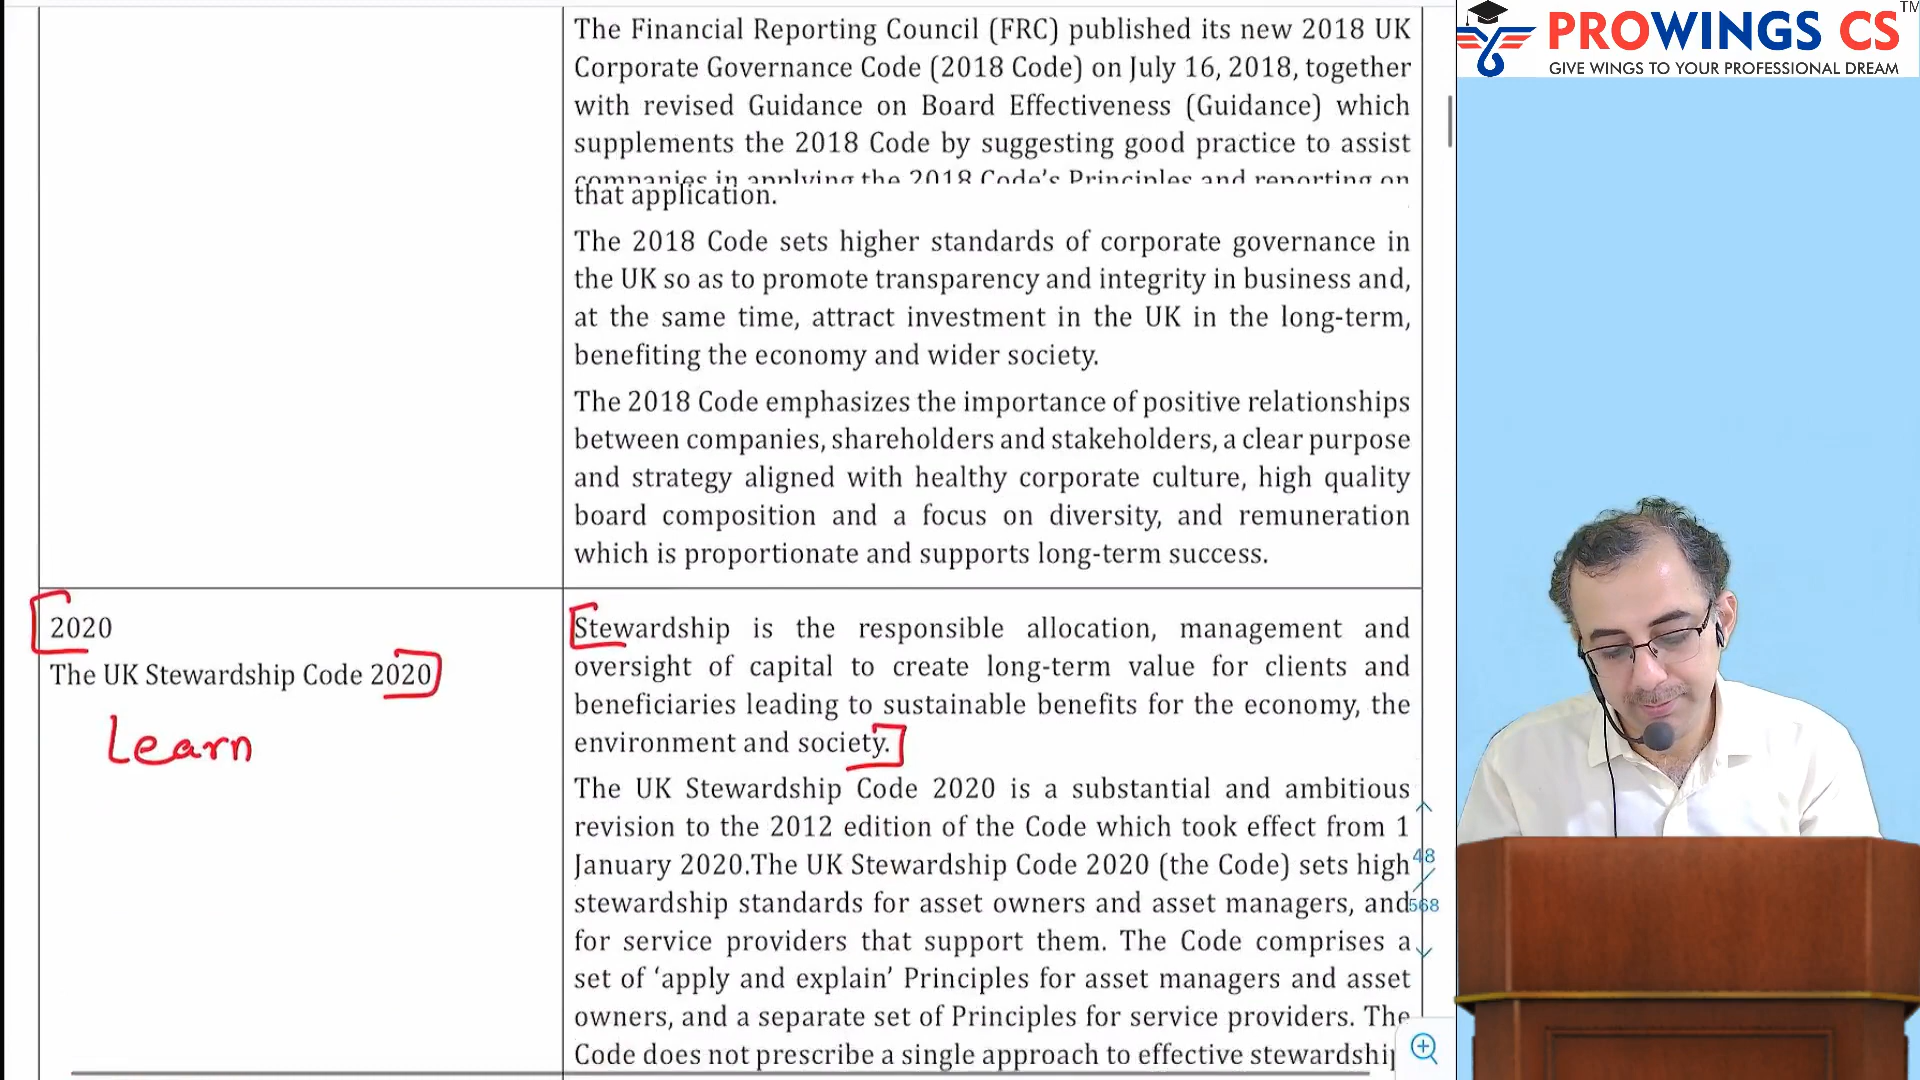 The Financial Reporting Council (FRC) published its new 2018 UK
Corporate Governance Code (2018 Code) on July 16, 2018, together
with revised Guidance on Board Effectiveness (Guidance) which
supplements the 2018 Code by suggesting good practice to assist
companies in applying the 2018 Code's Principles and reporting on
that application.
The 2018 Code sets higher standards of corporate governance in
the UK so as to promote transparency and integrity in business and,
at the same time, attract investment in the UK in the long-term,
benefiting the economy and wider society.
The 2018 Code emphasizes the importance of positive relationships
between companies, shareholders and stakeholders, a clear purpose
and strategy aligned with healthy corporate culture, high quality
board composition and a focus on diversity, and remuneration
which is proportionate and supports long-term success.
2020
The UK Stewardship Code 2020
Learn
Stewardship is the responsible allocation, management and
oversight of capital to create long-term value for clients and
beneficiaries leading to sustainable benefits for the economy, the
environment and society.
The UK Stewardship Code 2020 is a substantial and ambitious
revision to the 2012 edition of the Code which took effect from 1
January 2020.The UK Stewardship Code 2020 (the Code) sets high
stewardship standards for asset owners and asset managers, and
for service providers that support them. The Code comprises a
set of ‘apply and explain’ Principles for asset managers and asset
owners, and a separate set of Principles for service providers. The
Code does not prescribe a single approach to effective stewardship
48
568
PROWINGS CS TM
GIVE WINGS TO YOUR PROFESSIONAL DREAM